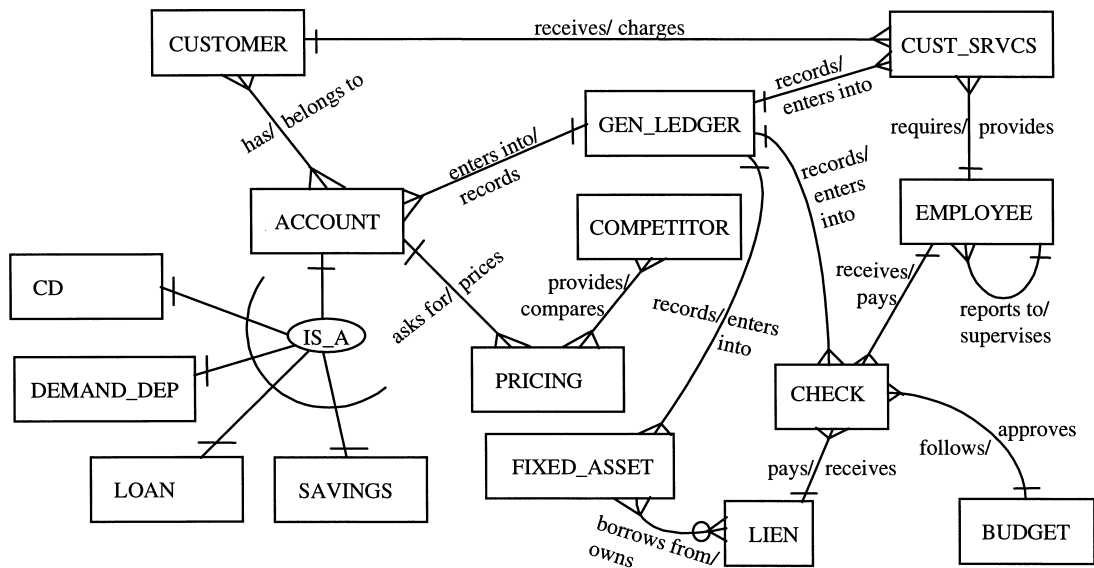 CUSTOMER
receives/ charges
CUST_SRVCS
records/
enters into
has/ belongs to
GEN_LEDGER
requires/ provides
enters into/
records
records/
enters
into
ACCOUNT
COMPETITOR
EMPLOYEE
CD
asks for/ prices
provides/
compares
receives/
pays
reports to/
supervises
records/ enters
into
IS_A
DEMAND_DEP
PRICING
CHECK
follows/ approves
LOAN
SAVINGS
FIXED_ASSET
pays/ receives
borrows from/
owns
LIEN
BUDGET